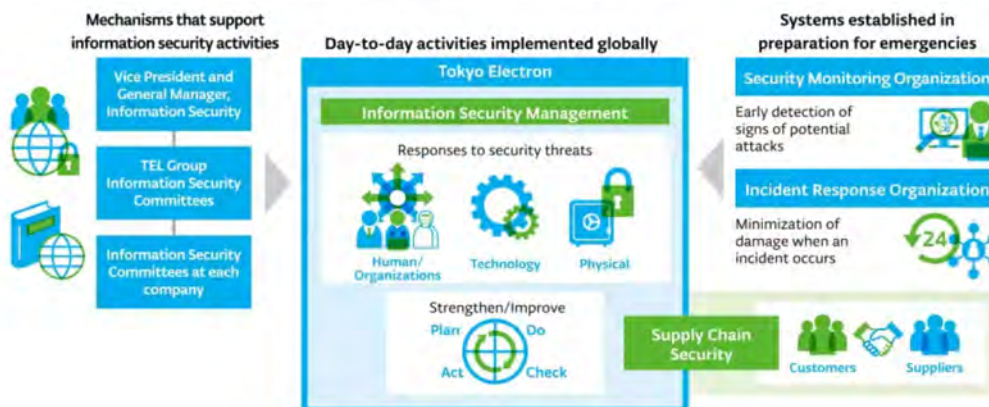 Mechanisms that support
information security activities
Vice President and
General Manager,
Information Security
TEL Group
Information Security
Committees
Information Security
Committees at each
company
Day-to-day activities implemented globally
Tokyo Electron
Information Security Management
Responses to security threats
Human/
Organizations
Technology
Physical
Strengthen/Improve
Plan
Do
Act
Check
Systems established in
preparation for emergencies
Security Monitoring Organization
Early detection of
signs of potential
attacks
Incident Response Organization
Minimization of
damage when an
incident occurs
24
Supply Chain
Security
Customers
Suppliers